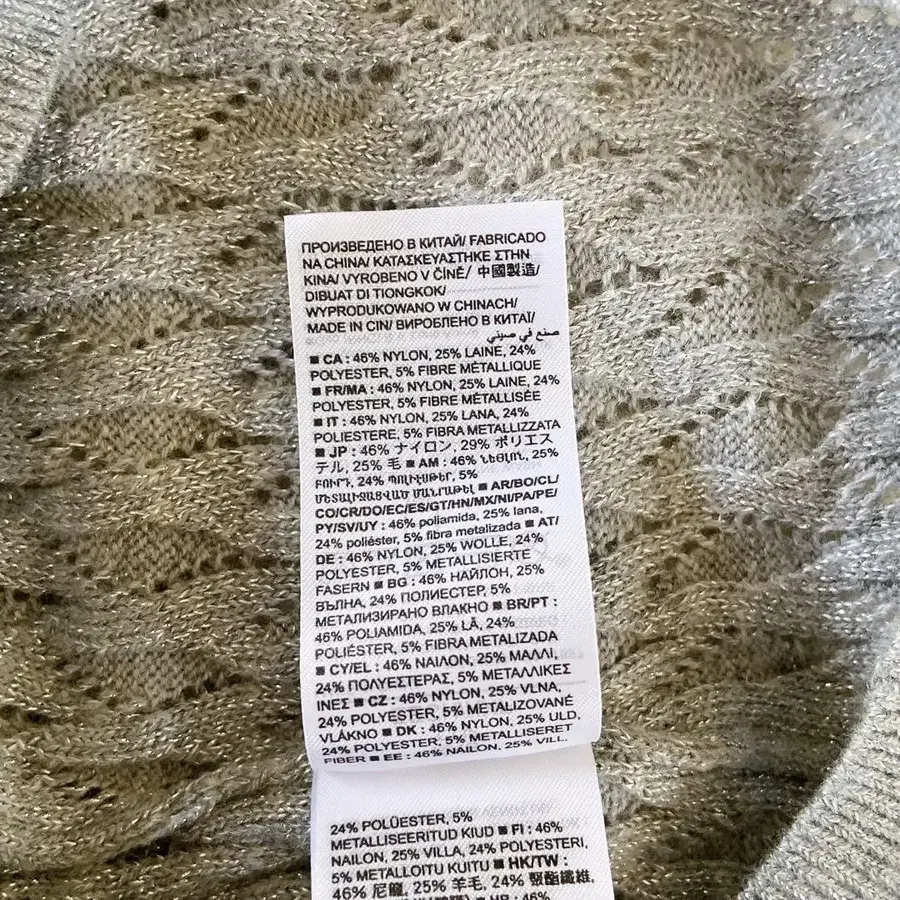 ПРОИЗВЕДЕНО В КИТАЙ/ FABRICADO
NA CHINA/ ΚΑΤΑΣΚΕΥΑΣΤΗΚΕ ΣΤΗΝ
ΚΙΝΑ/ VYROBENO V ČÍNĚ/ 中國製造/
DIBUAT DI TIONGKOK/
WYPRODUKOWANO W CHINACH/
MADE IN CIN/ ВИРОБЛЕНО В КИТАЇ/
صنع في صيني
■ CA : 46% NYLON, 25% LAINE, 24%
POLYESTER, 5% FIBRE MÉTALLIQUE
■ FR/MA : 46% NYLON, 25% LAINE, 24%
POLYESTER, 5% FIBRE MÉTALLISÉE
■ IT : 46% NYLON, 25% LANA, 24%
POLIESTERE, 5% FIBRA METALLIZZATA
■ JP : 46% ナイロン, 29% ポリエス
テル, 25% 毛 ■ AM : 46% ՆԵՅԼՈՆ, 25%
ԲՈՒՐԴ, 24% ՊՈԼԻԷՍԹԵՐ, 5%
ՄԵՏԱԼԻԶԱՑՎԱԾ ՄԱՆՐԱԹԵԼ ■ AR/BO/CL/
CO/CR/DO/EC/ES/GT/HN/MX/NI/PA/PE/
PY/SV/UY : 46% poliamida, 25% lana,
24% poliéster, 5% fibra metalizada ■ AT/
DE : 46% NYLON, 25% WOLLE, 24%
POLYESTER, 5% METALLISIERTE
FASERN ■ BG : 46% НАЙЛОН, 25%
ВЪЛНА, 24% ПОЛИЕСТЕР, 5%
МЕТАЛИЗИРАНО ВЛАКНО ■ BR/PT :
46% POLIAMIDA, 25% LÃ, 24%
POLIÉSTER, 5% FIBRA METALIZADA
■ CY/EL : 46% ΝΑΙΛΟΝ, 25% ΜΑΛΛΙ,
24% ΠΟΛΥΕΣΤΕΡΑΣ, 5% ΜΕΤΑΛΛΙΚΕΣ
ΙΝΕΣ ■ CZ : 46% NYLON, 25% VLNA,
24% POLYESTER, 5% METALIZOVANÉ
VLÁKNO ■ DK : 46% NYLON, 25% ULD,
24% POLYESTER, 5% METALLISERET
FIBER ■ EE : 46% NAILON, 25% VILL,
24% POLÜESTER, 5%
METALLISEERITUD KIUD ■ FI : 46%
NAILON, 25% VILLA, 24% POLYESTERI,
5% METALLOITU KUITU ■ HK/TW :
46% 尼龍, 25% 羊毛, 24% 聚酯纖維,
■ HR : 46%